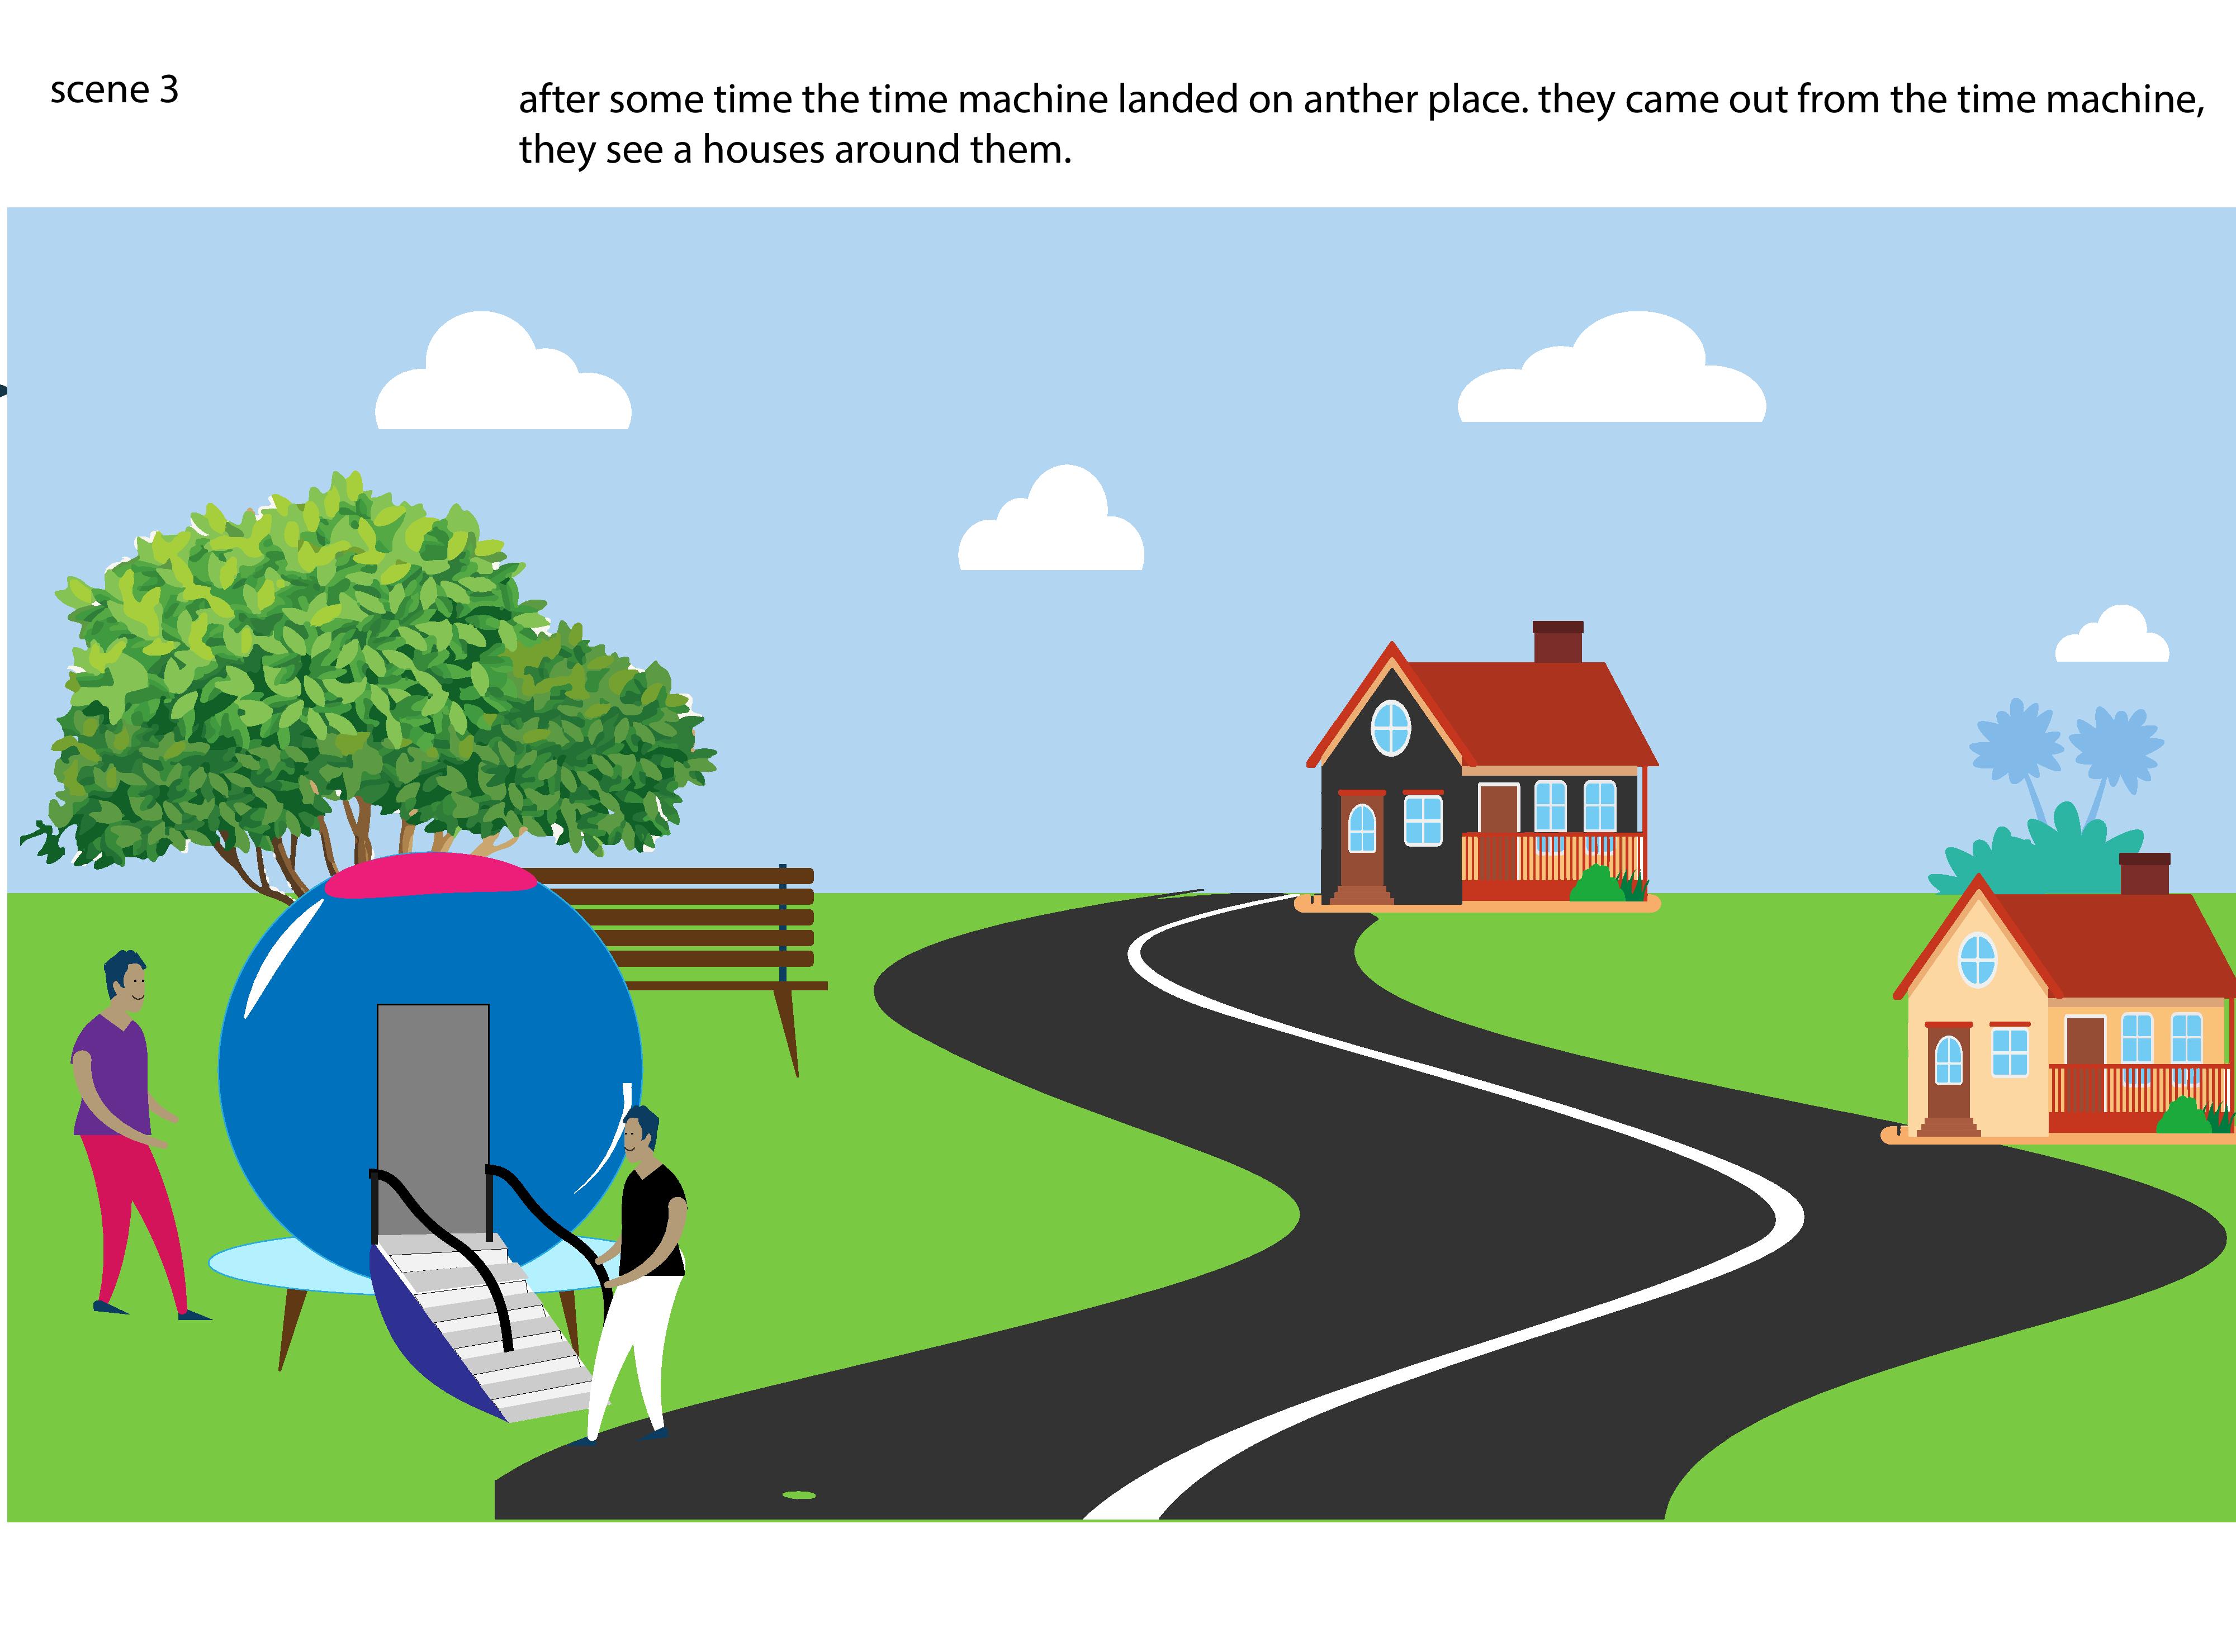 scene 3
after some time the time machine landed on anther place. they came out from the time machine,
they see a houses around them.